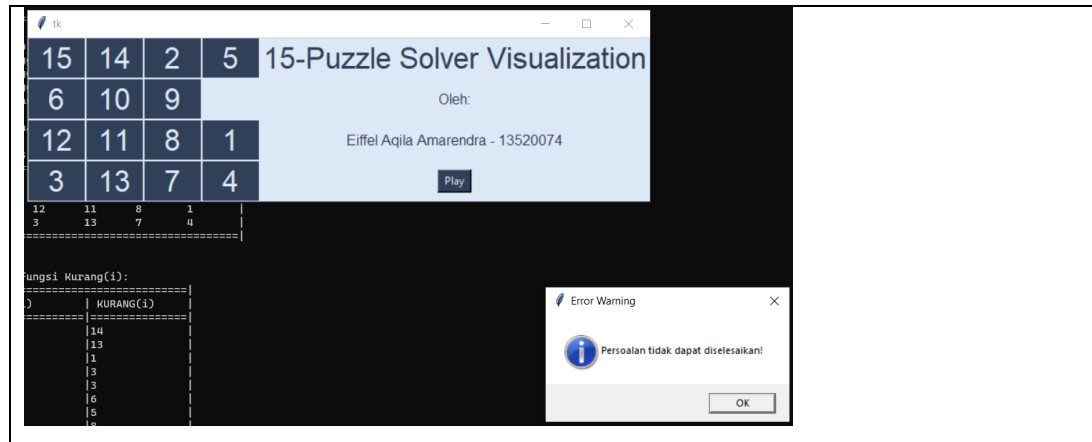 tk
15 14 2 5
15-Puzzle Solver Visualization
6 10 9
Oleh:
12 11 8 1
Eiffel Aqila Amarendra - 13520074
3 13 7 4
Play
12 11 8 1 |
3 13 7 4 |
=================================|
Fungsi Kurang(i):
=========================|
) | KURANG(i) |
=========|===============|
|14 |
|13 |
|1 |
|3 |
|3 |
|6 |
|5 |
Error Warning
Persoalan tidak dapat diselesaikan!
OK